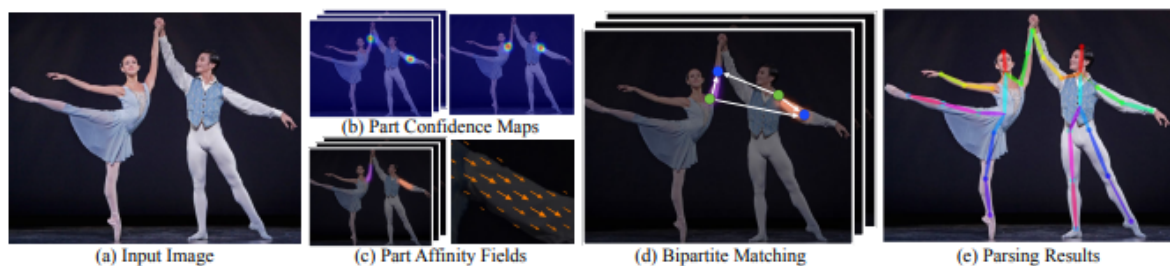 (a) Input Image
(b) Part Confidence Maps
(c) Part Affinity Fields
(d) Bipartite Matching
(e) Parsing Results